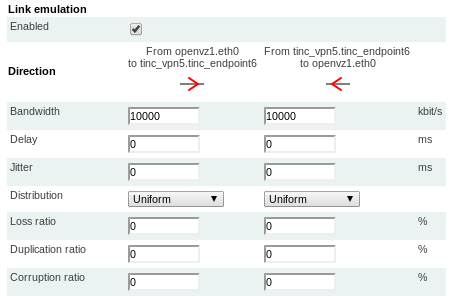 Link emulation
Enabled
Direction
From openvz1.eth0
to tinc_vpn5.tinc_endpoint6
From tinc_vpn5.tinc_endpoint6
to openvz1.eth0
Bandwidth 10000 10000 kbit/s
Delay 0 0 ms
Jitter 0 0 ms
Distribution Uniform Uniform
Loss ratio 0 0 %
Duplication ratio 0 0 %
Corruption ratio 0 0 %